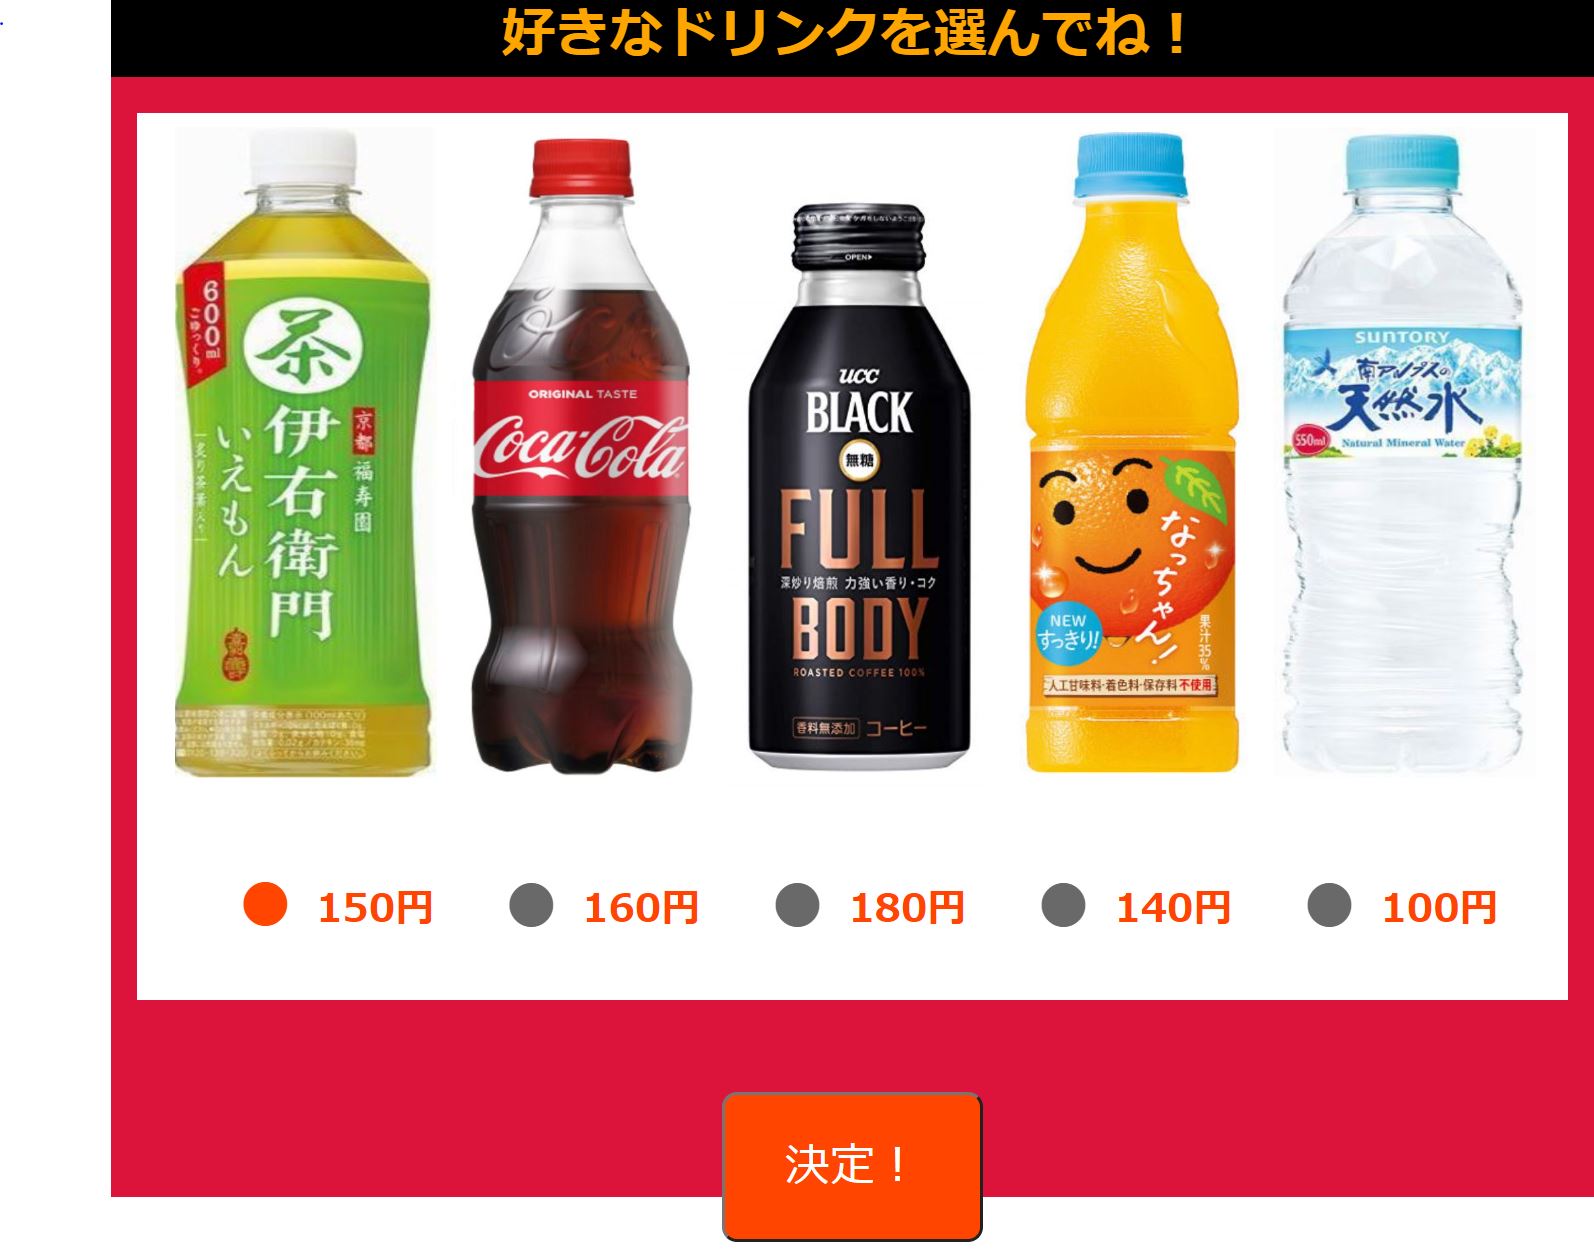 好きなドリンクを選んでね！
600ml
ごゆっくり。
茶
京都 福寿園
伊右衛門
いえもん
炙り茶葉入り
ORIGINAL TASTE
Coca-Cola
OPEN
ucc
BLACK
無糖
FULL
深炒り焙煎 力強い香り・コク
BODY
ROASTED COFFEE 100%
香料無添加 コーヒー
なっちゃん!
NEW
すっきり!
果汁35%
人工甘味料・着色料・保存料不使用
SUNTORY
南アルプスの
天然水
550ml
Natural Mineral Water
150円 160円 180円 140円 100円
決定！